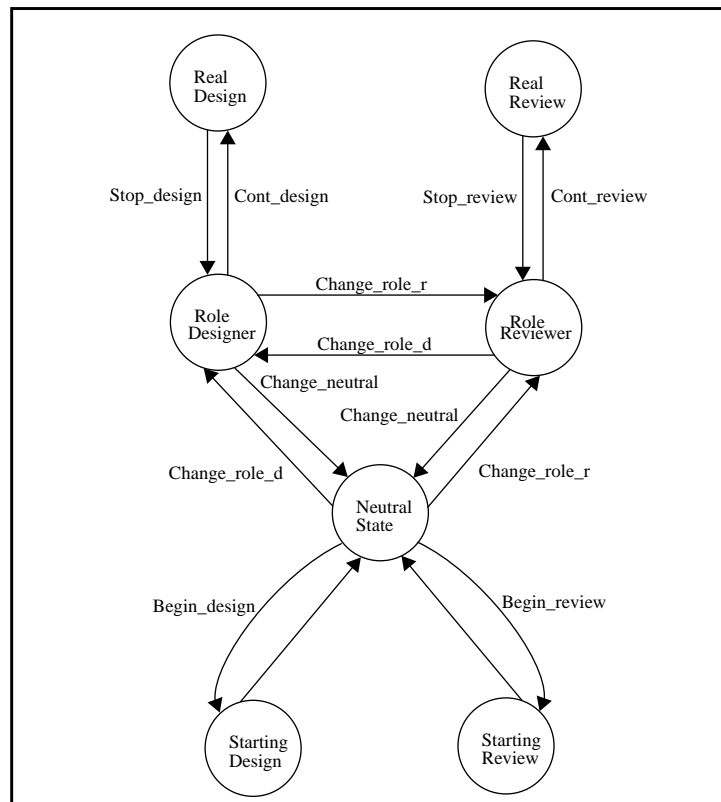 Real
Design
Real
Review
Stop_design
Cont_design
Stop_review
Cont_review
Change_role_r
Role
Designer
Role
Reviewer
Change_role_d
Change_neutral
Change_neutral
Change_role_d
Change_role_r
Neutral
State
Begin_design
Begin_review
Starting
Design
Starting
Review